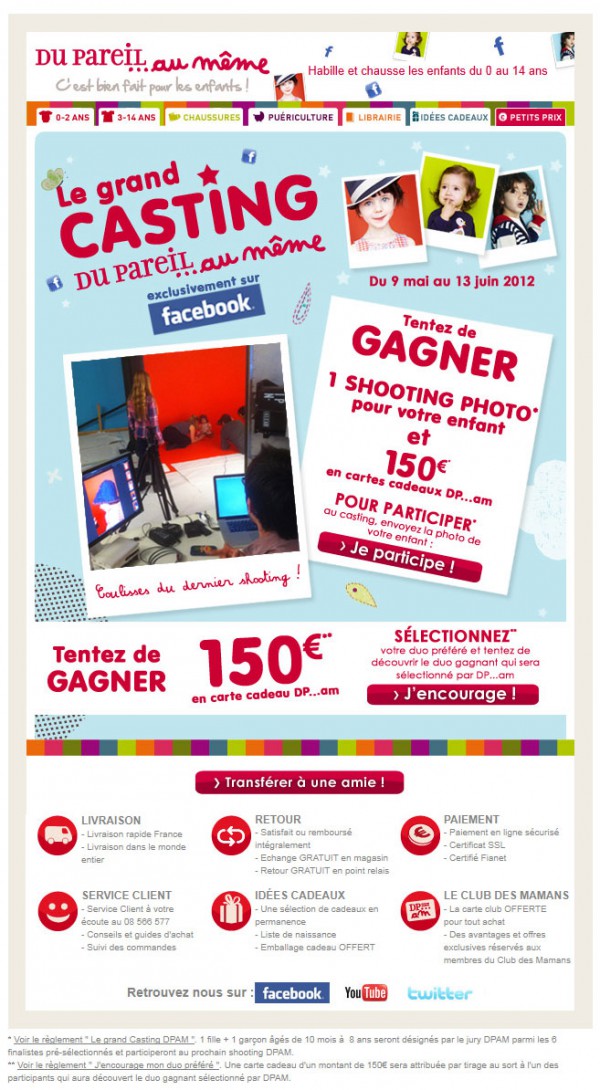 DU PAREIL ...au même
C'est bien fait pour les enfants !
Habille et chausse les enfants du 0 au 14 ans
0-2 ANS
3-14 ANS
CHAUSSURES
PUÉRICULTURE
LIBRAIRIE
IDÉES CADEAUX
PETITS PRIX
Le grand
CASTING
DU PAREIL ...au même
exclusivement sur
facebook
Du 9 mai au 13 juin 2012
Tentez de
GAGNER
1 SHOOTING PHOTO*
pour votre enfant
et
150€*
en cartes cadeaux DP...am
POUR PARTICIPER*
au casting, envoyez la photo de
votre enfant :
› Je participe !
Coulisses du dernier shooting !
Tentez de
GAGNER
150€**
en carte cadeau DP...am
SÉLECTIONNEZ**
votre duo préféré et tentez de
découvrir le duo gagnant qui sera
sélectionné par DP...am
› J'encourage !
› Transférer à une amie !
LIVRAISON
- Livraison rapide France
- Livraison dans le monde
entier
RETOUR
- Satisfait ou remboursé
intégralement
- Echange GRATUIT en magasin
- Retour GRATUIT en point relais
PAIEMENT
- Paiement en ligne sécurisé
- Certificat SSL
- Certifié Fianet
SERVICE CLIENT
- Service Client à votre
écoute au 08 566 577
- Conseils et guides d'achat
- Suivi des commandes
IDÉES CADEAUX
- Une sélection de cadeaux en
permanence
- Liste de naissance
- Emballage cadeau OFFERT
LE CLUB DES MAMANS
- La carte club OFFERTE
pour tout achat
- Des avantages et offres
exclusives réservés aux
membres du Club des Mamans
Retrouvez nous sur :
facebook
YouTube
twitter
* Voir le règlement " Le grand Casting DPAM ". 1 fille + 1 garçon âgés de 10 mois à 8 ans seront désignés par le jury DPAM parmi les 6
finalistes pré-sélectionnés et participeront au prochain shooting DPAM.
** Voir le règlement " J'encourage mon duo préféré ". Une carte cadeau d'un montant de 150€ sera attribuée par tirage au sort à l'un des
participants qui aura découvert le duo gagnant sélectionné par DPAM.